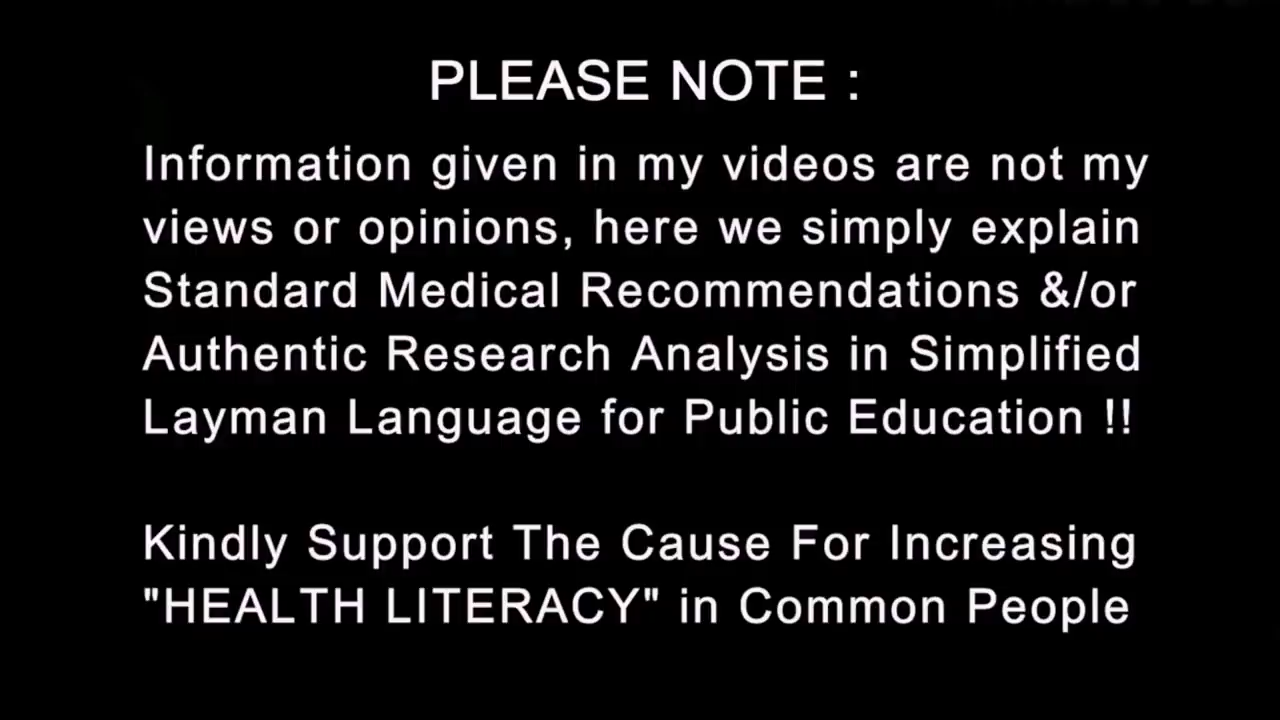 PLEASE NOTE :
Information given in my videos are not my
views or opinions, here we simply explain
Standard Medical Recommendations &/or
Authentic Research Analysis in Simplified
Layman Language for Public Education !!
Kindly Support The Cause For Increasing
"HEALTH LITERACY" in Common People